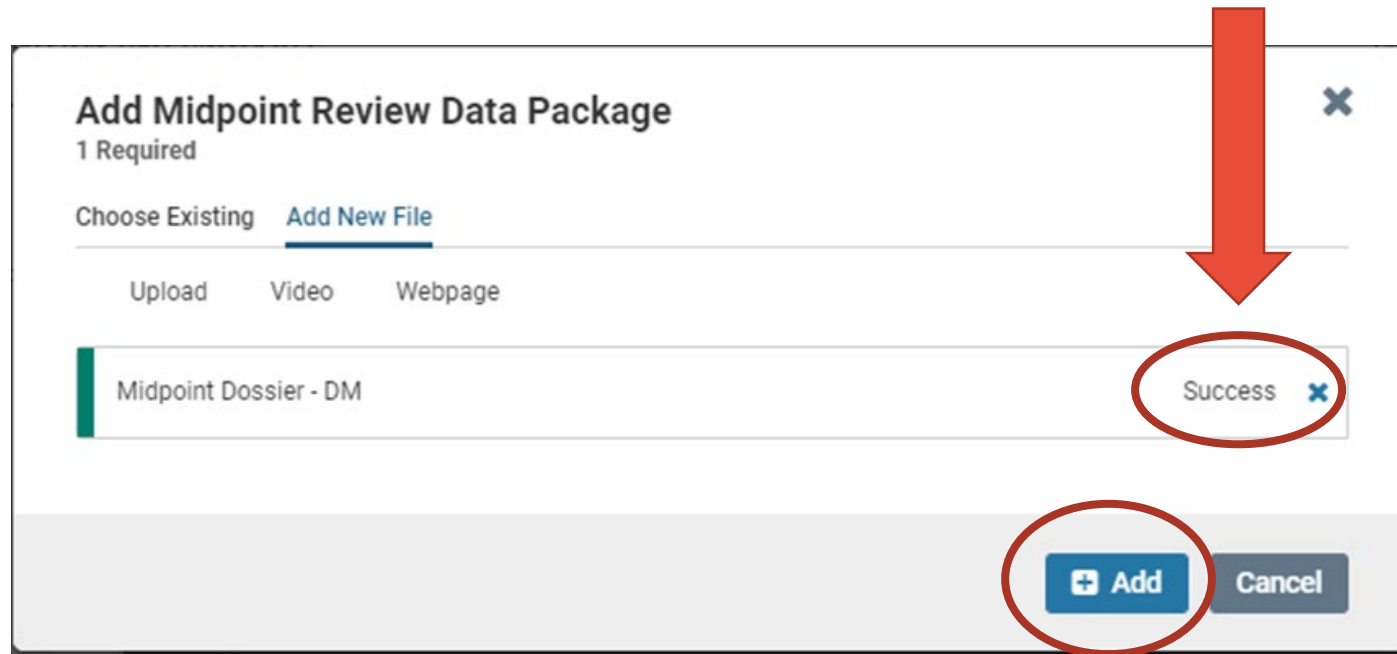 Add Midpoint Review Data Package
1 Required
Choose Existing Add New File
Upload Video Webpage
Midpoint Dossier - DM Success
Add Cancel